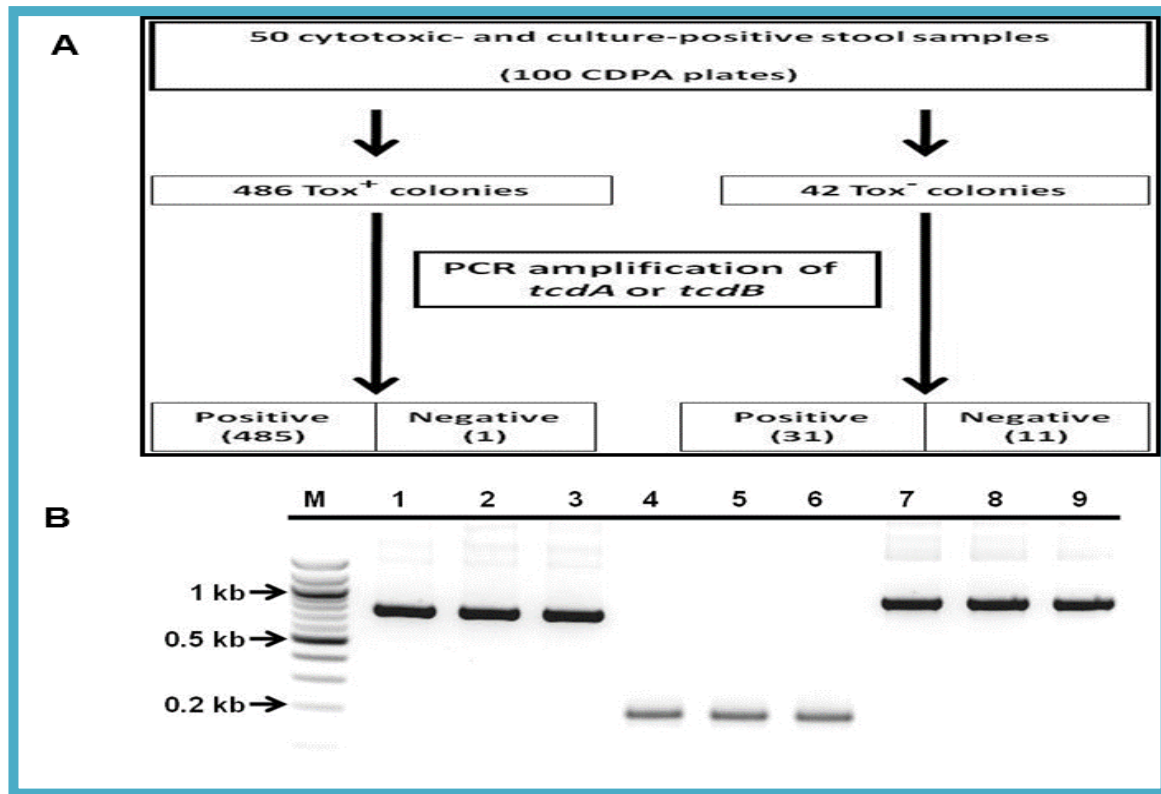 A
50 cytotoxic- and culture-positive stool samples
(100 CDPA plates)
486 Tox⁺ colonies
42 Tox⁻ colonies
PCR amplification of
tcdA or tcdB
Positive
(485)
Negative
(1)
Positive
(31)
Negative
(11)
B
M 1 2 3 4 5 6 7 8 9
1 kb
0.5 kb
0.2 kb